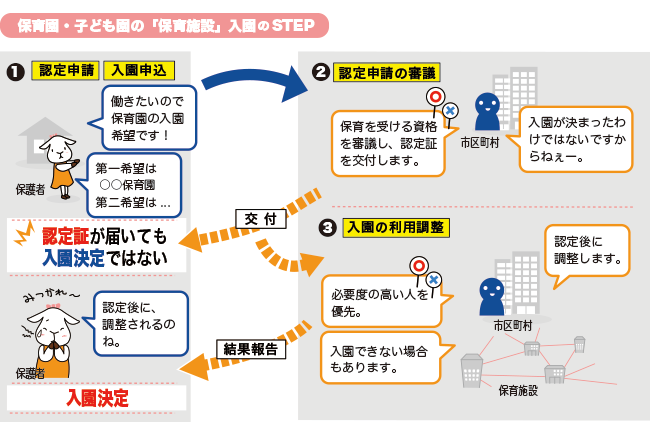 保育園・子ども園の「保育施設」入園のSTEP
❶ 認定申請 入園申込
働きたいので
保育園の入園
希望です！
第一希望は
○○保育園
第二希望は…
保護者
認定証が届いても
入園決定ではない
みつかれ〜
認定後に、
調整されるの
ね。
保護者
入園決定
交付
結果報告
❷ 認定申請の審議
保育を受ける資格
を審議し、認定証
を交付します。
市区町村
入園が決まったわ
けではないですか
らねぇー。
❸ 入園の利用調整
認定後に
調整します。
必要度の高い人を
優先。
市区町村
入園できない場合
もあります。
保育施設